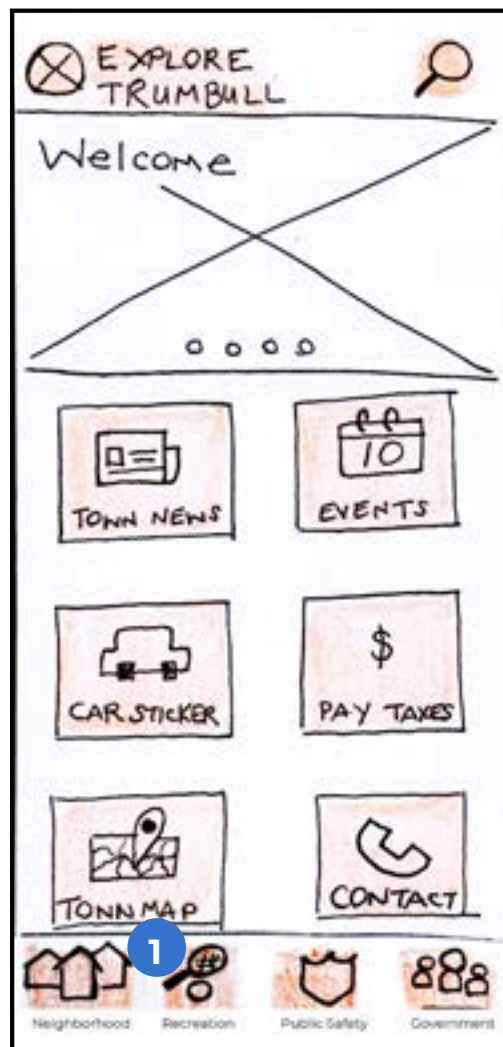 EXPLORE
TRUMBULL
Welcome
10
TOWN NEWS
EVENTS
$
CAR STICKER
PAY TAXES
TOWN MAP
CONTACT
1
Neighborhood
Recreation
Public Safety
Government